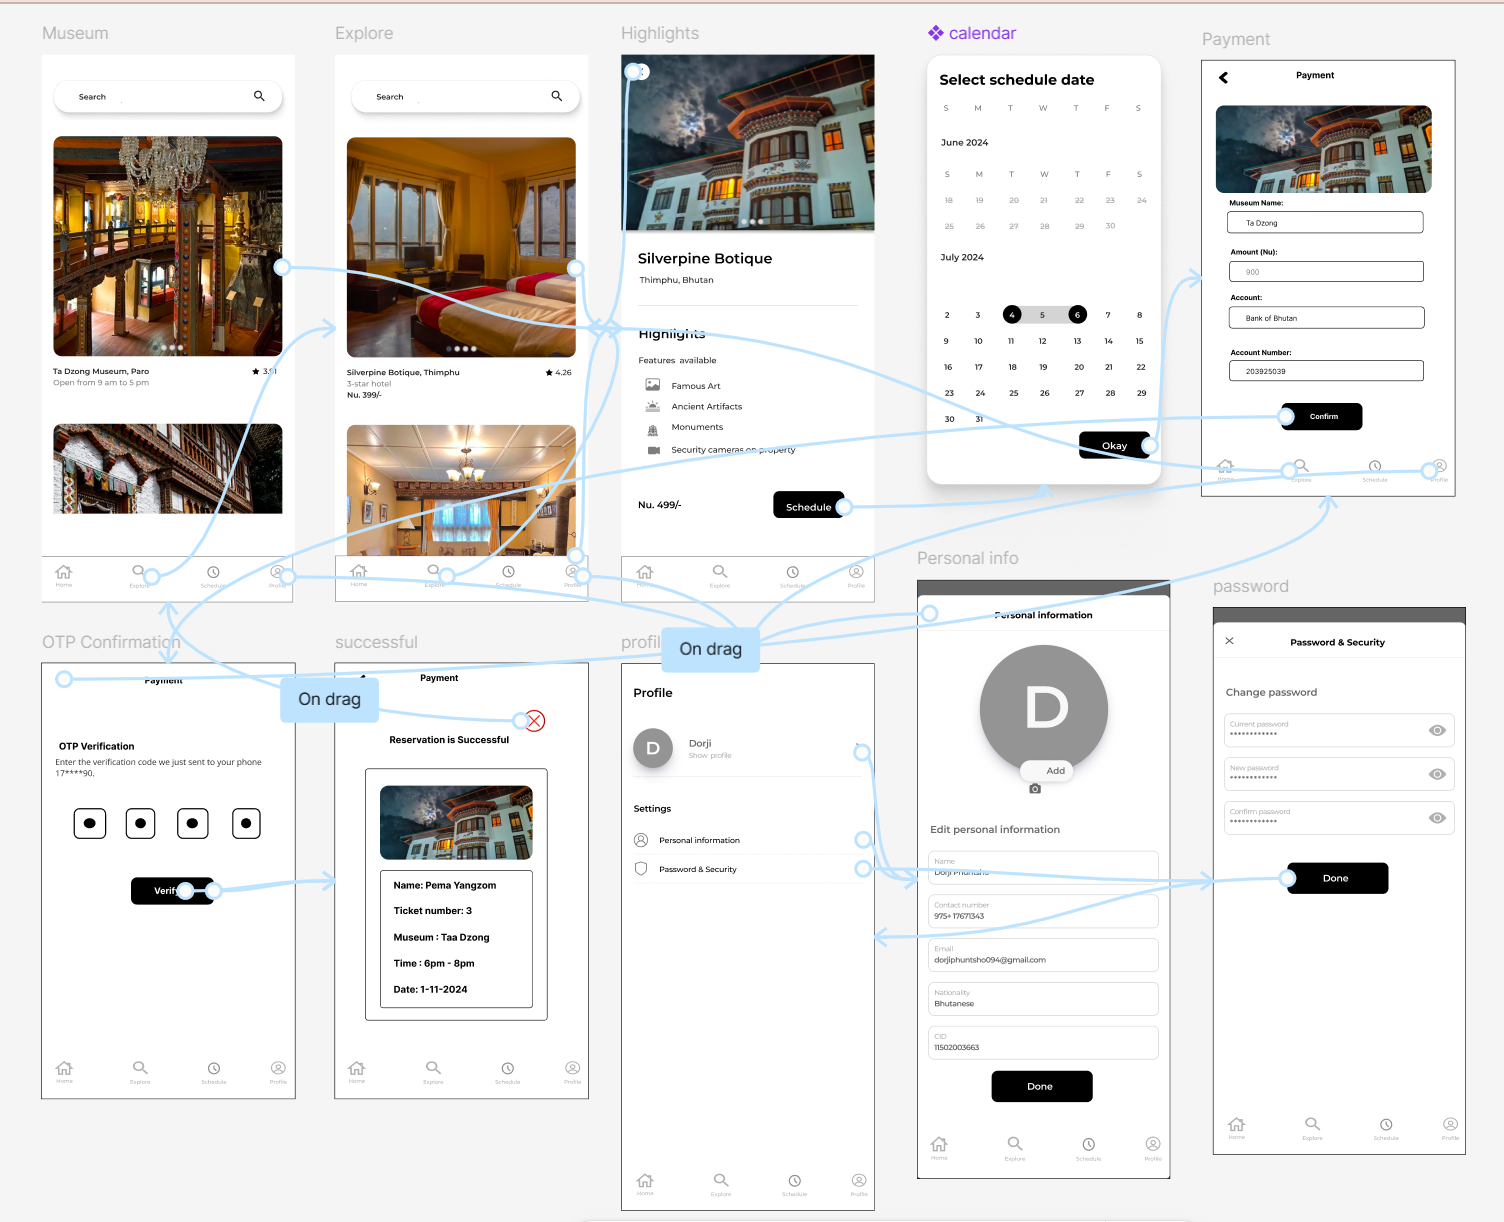 Museum
Search
Ta Dzong Museum, Paro
Open from 9 am to 5 pm
Home
Explore
Schedule
Profile
Explore
Search
Silverpine Botique, Thimphu
4.26
3-star hotel
Nu. 399/-
Home
Explore
Schedule
Profile
Highlights
Silverpine Botique
Thimphu, Bhutan
Highlights
Features available
Famous Art
Ancient Artifacts
Monuments
Security cameras on property
Nu. 499/-
Schedule
Home
Explore
Schedule
Profile
calendar
Select schedule date
S M T W T F S
June 2024
S M T W T F S
18 19 20 21 22 23 24
25 26 27 28 29 30
July 2024
2 3 4 5 6 7 8
9 10 11 12 13 14 15
16 17 18 19 20 21 22
23 24 25 26 27 28 29
30 31
Okay
Payment
Payment
Museum Name:
Ta Dzong
Amount (Nu):
900
Account:
Bank of Bhutan
Account Number:
203925039
Confirm
Home
Explore
Schedule
Profile
OTP Confirmation
Payment
OTP Verification
Enter the verification code we just sent to your phone
17****90.
Verify
Home
Explore
Schedule
Profile
On drag
successful
Payment
Reservation is Successful
Name: Pema Yangzom
Ticket number: 3
Museum : Taa Dzong
Time : 6pm - 8pm
Date: 1-11-2024
Home
Explore
Schedule
Profile
On drag
profil
Profile
D
Dorji
Show profile
Settings
Personal information
Password & Security
Home
Explore
Schedule
Profile
Personal info
Personal information
D
Add
Edit personal information
Name
Dorji Phuntsho
Contact number
975+ 17671343
Email
dorjiphuntsho094@gmail.com
Nationality
Bhutanese
CID
11502003663
Done
Home
Explore
Schedule
Profile
password
Password & Security
Change password
Current password
************
New password
************
Confirm password
************
Done
Home
Explore
Schedule
Profile